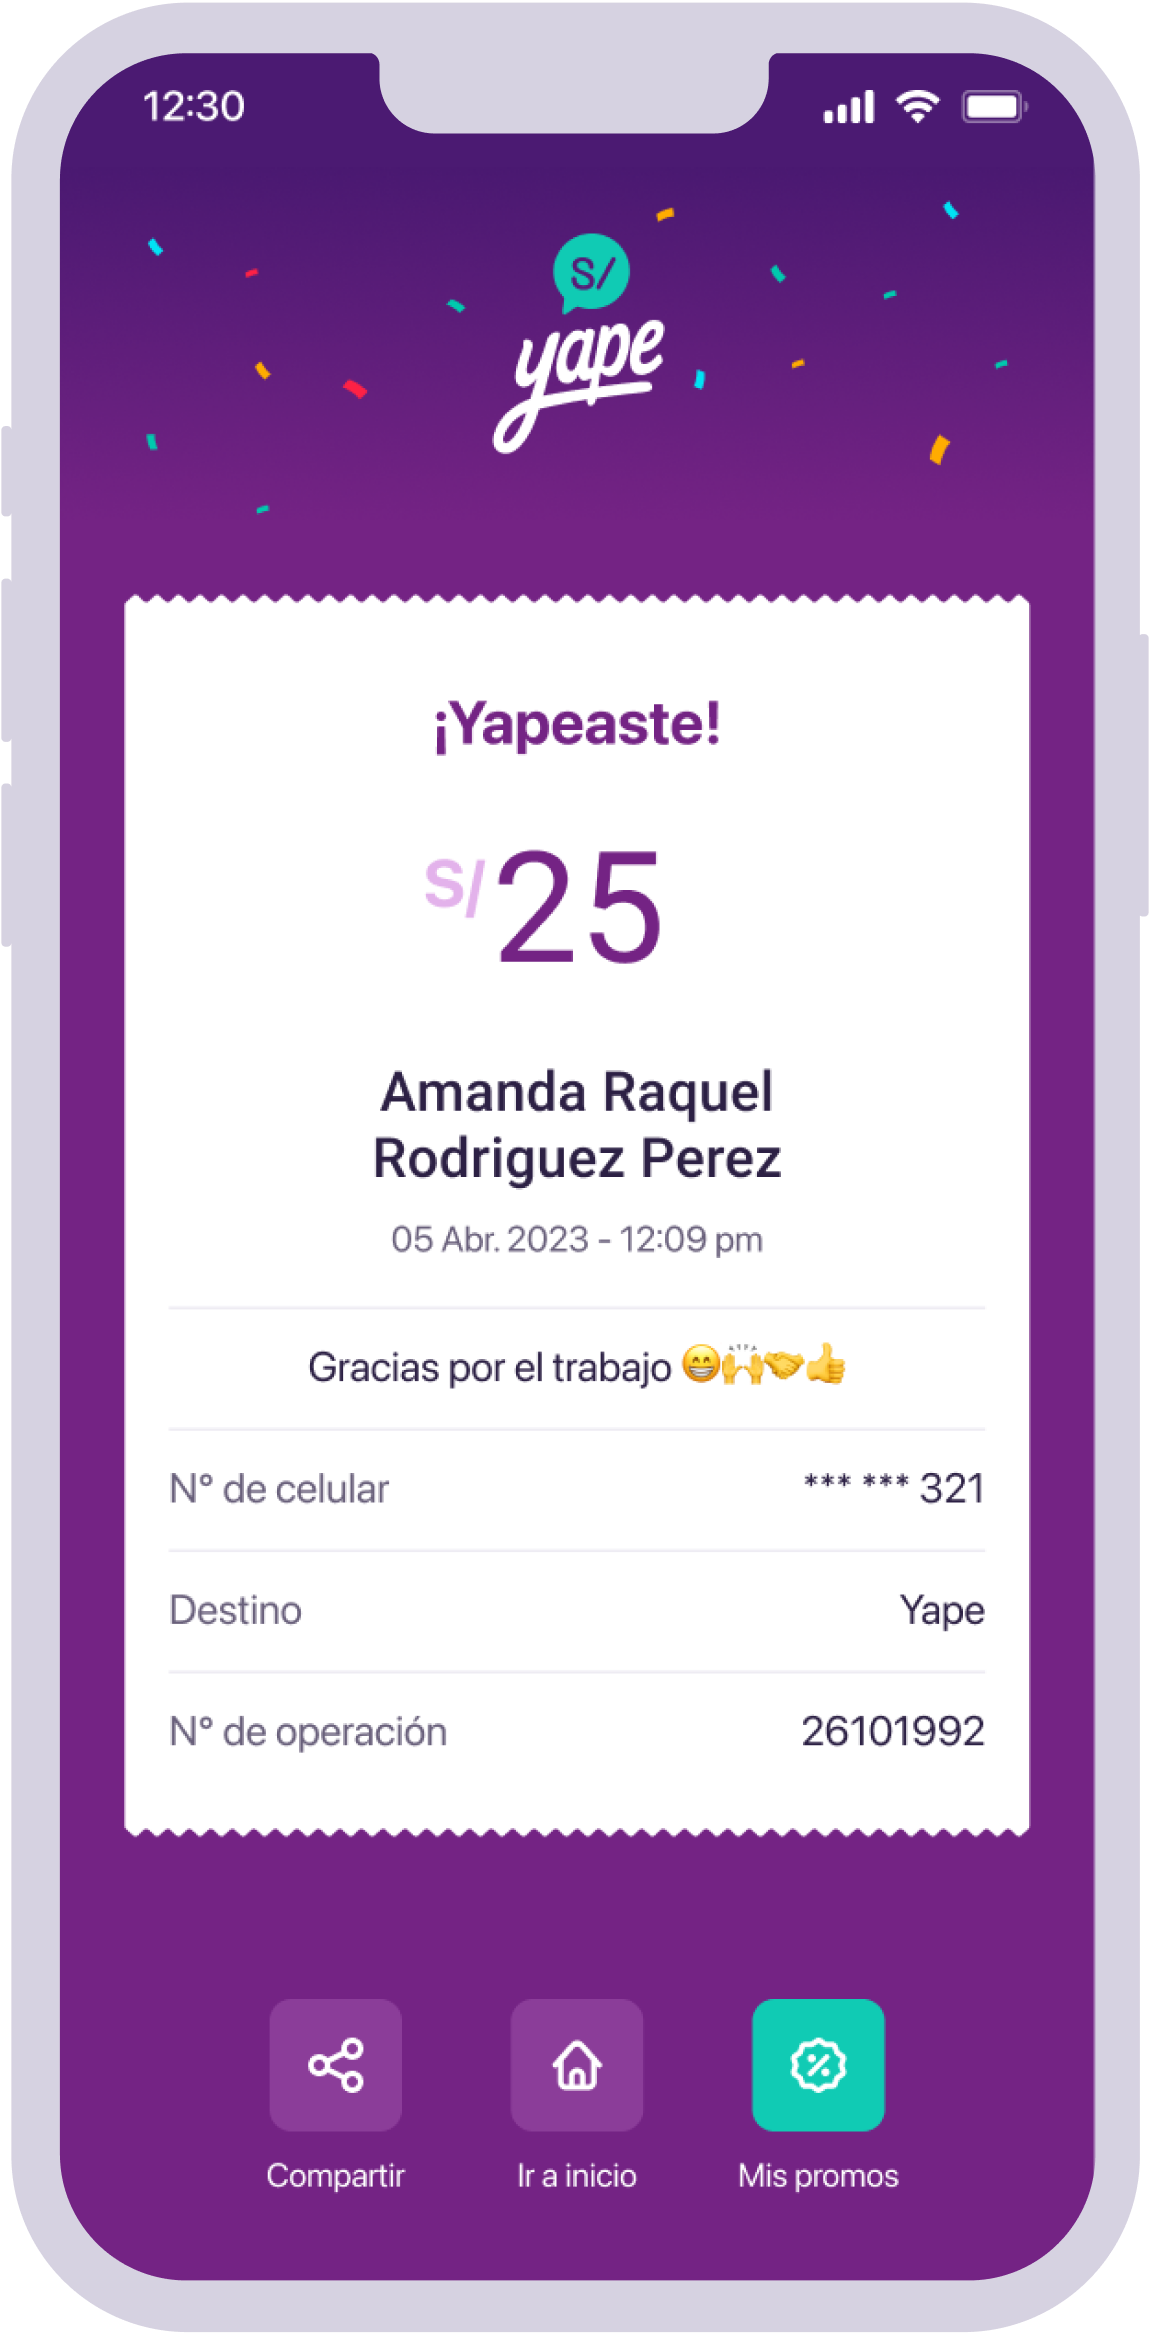 12:30
S/
yape
¡Yapeaste!
S/25
Amanda Raquel
Rodriguez Perez
05 Abr. 2023 - 12:09 pm
Gracias por el trabajo 😁🙌🤝👍
N° de celular *** *** 321
Destino Yape
N° de operación 26101992
Compartir Ir a inicio Mis promos